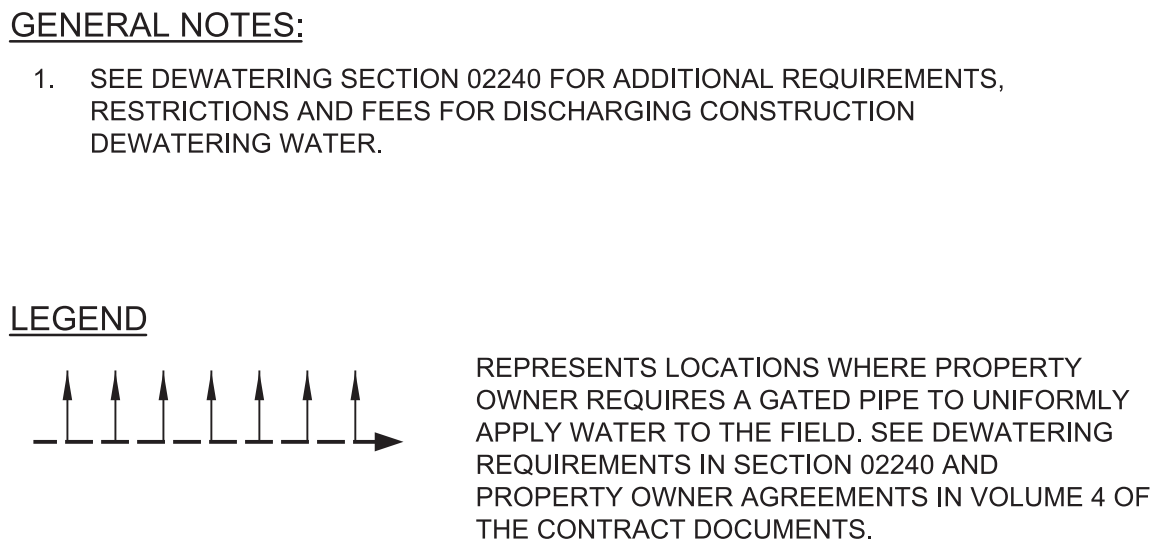 GENERAL NOTES:
1. SEE DEWATERING SECTION 02240 FOR ADDITIONAL REQUIREMENTS,
RESTRICTIONS AND FEES FOR DISCHARGING CONSTRUCTION
DEWATERING WATER.
LEGEND
REPRESENTS LOCATIONS WHERE PROPERTY
OWNER REQUIRES A GATED PIPE TO UNIFORMLY
APPLY WATER TO THE FIELD. SEE DEWATERING
REQUIREMENTS IN SECTION 02240 AND
PROPERTY OWNER AGREEMENTS IN VOLUME 4 OF
THE CONTRACT DOCUMENTS.